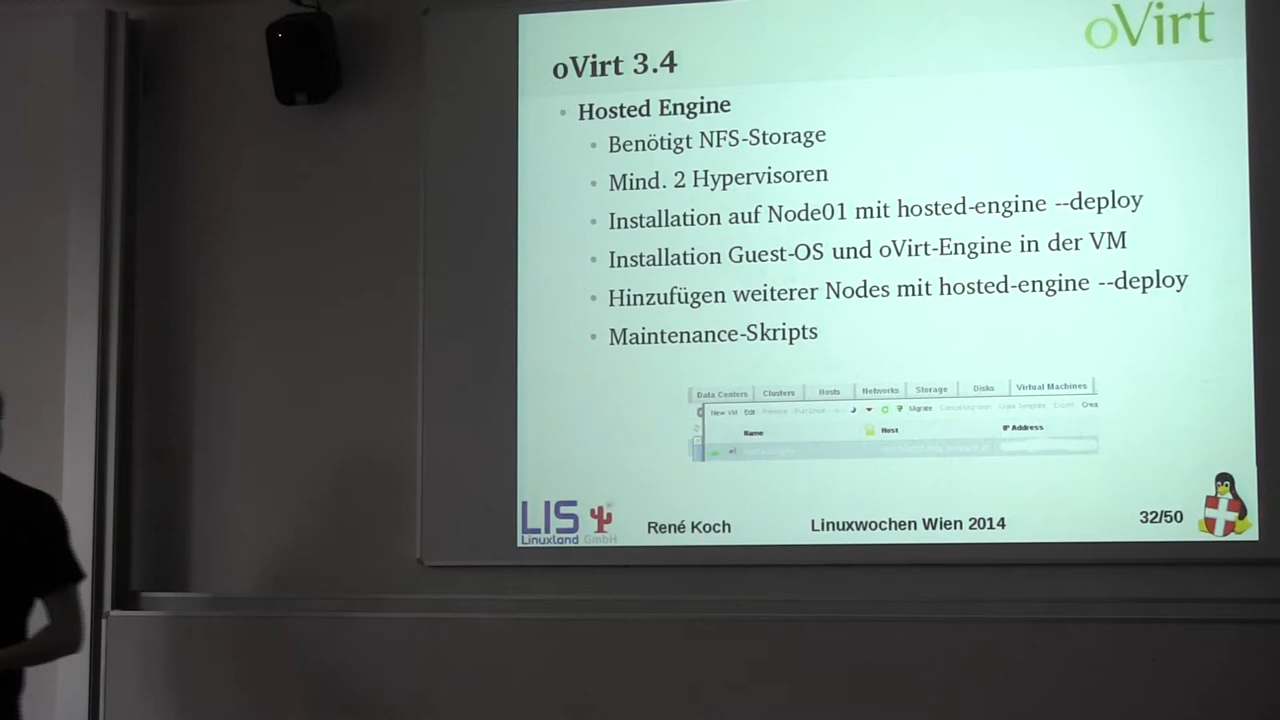 oVirt
oVirt 3.4
Hosted Engine
Benötigt NFS-Storage
Mind. 2 Hypervisoren
Installation auf Node01 mit hosted-engine --deploy
Installation Guest-OS und oVirt-Engine in der VM
Hinzufügen weiterer Nodes mit hosted-engine --deploy
Maintenance-Skripts
Data Centers Clusters Hosts Networks Storage Disks Virtual Machines
New VM Edit Remove Run Once Migrate Cancel Migration Make Template Export Crea
Name Host IP Address
LIS
Linuxland GmbH
René Koch
Linuxwochen Wien 2014
32/50